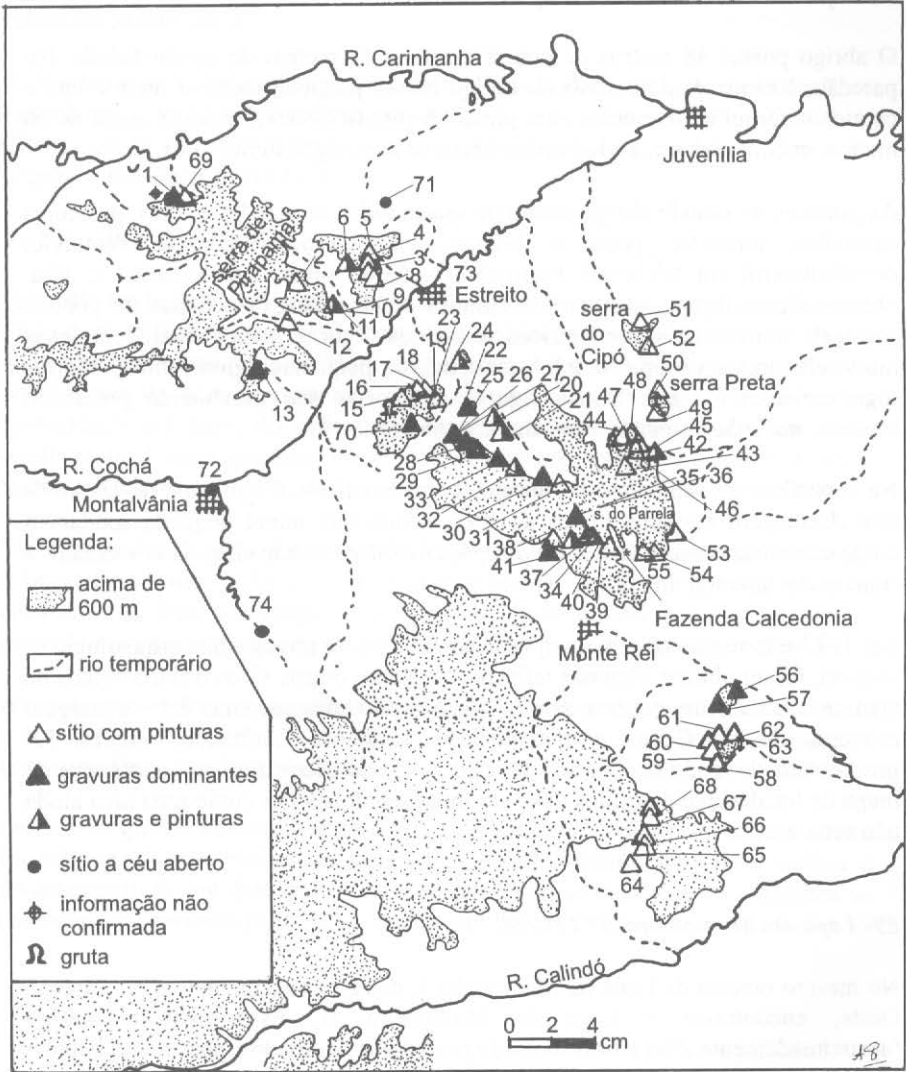 R. Carinhanha
Juvenília
69
1
71
6 5
4
serra de
Pitarana
2
3
7
8
73
9
Estreito
10
23
11
19
24
12
22
18
25
26
27
20
21
16
15
13
70
serra
do
Cipó
51
52
50
serra Preta
48
47
44
49
45
42
43
R. Cochá
72
Montalvânia
28
29
33
32
30
31
35
36
46
s. do Parrela
38
41
37
34
40
39
55
54
53
74
Fazenda Calcedonia
Monte Rei
56
57
61
62
60
63
59
58
68
67
66
65
64
R. Calindó
0 2 4
cm
Legenda:
acima de
600 m
rio temporário
sítio com pinturas
gravuras dominantes
gravuras e pinturas
sítio a céu aberto
informação não
confirmada
gruta